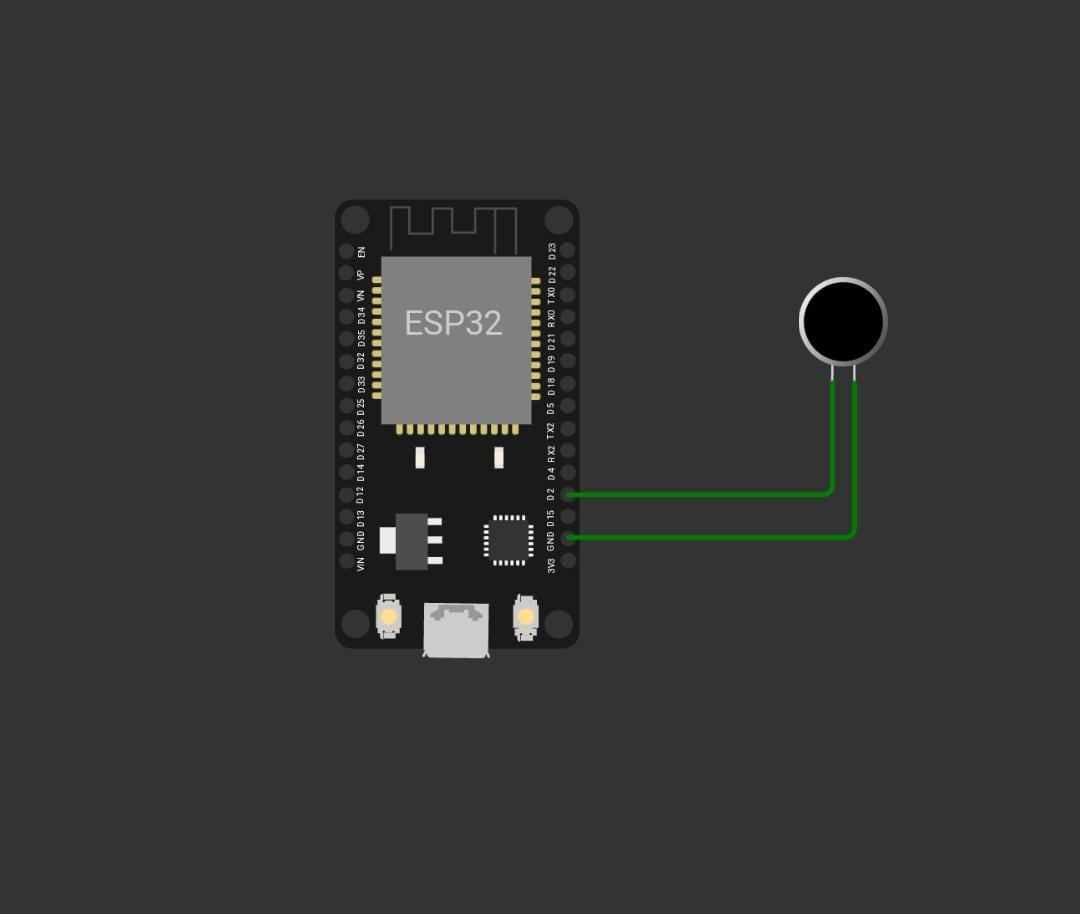 ESP32
EN
VP
VN
D34
D35
D32
D33
D25
D26
D27
D14
D12
D13
GND
VIN
D23
D22
TX0
RX0
D21
D19
D18
D5
TX2
RX2
D4
D2
D15
GND
3V3